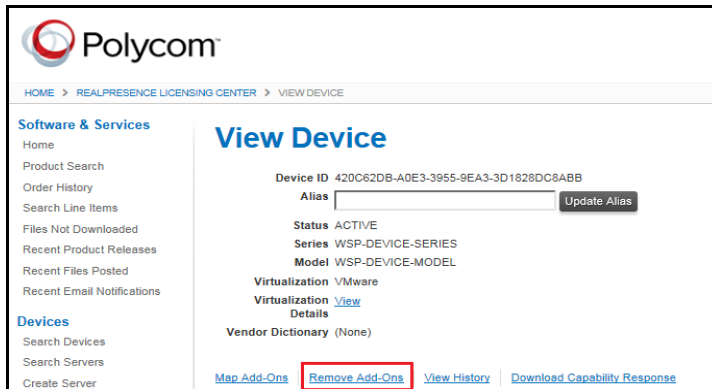 Polycom
HOME > REALPRESENCE LICENSING CENTER > VIEW DEVICE
Software & Services
Home
Product Search
Order History
Search Line Items
Files Not Downloaded
Recent Product Releases
Recent Files Posted
Recent Email Notifications
Devices
Search Devices
Search Servers
Create Server
View Device
Device ID 420C62DB-A0E3-3955-9EA3-3D1828DC8ABB
Alias Update Alias
Status ACTIVE
Series WSP-DEVICE-SERIES
Model WSP-DEVICE-MODEL
Virtualization VMware
Virtualization View
Details
Vendor Dictionary (None)
Map Add-Ons Remove Add-Ons View History Download Capability Response